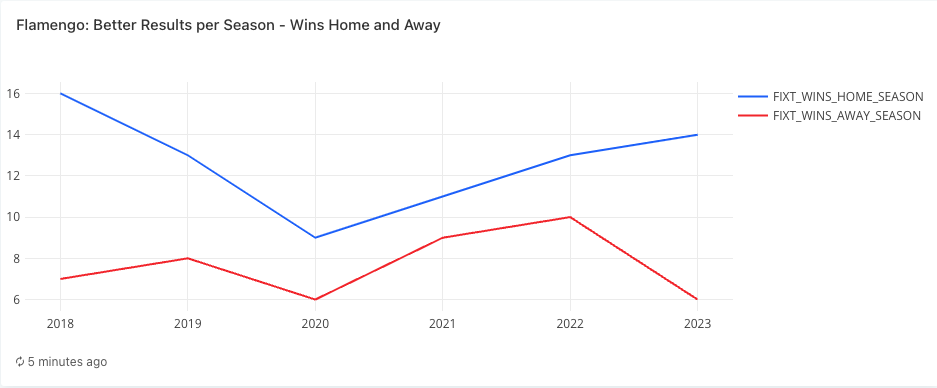 Flamengo: Better Results per Season - Wins Home and Away
16
14
12
10
8
6
2018 2019 2020 2021 2022 2023
FIXT_WINS_HOME_SEASON
FIXT_WINS_AWAY_SEASON
5 minutes ago